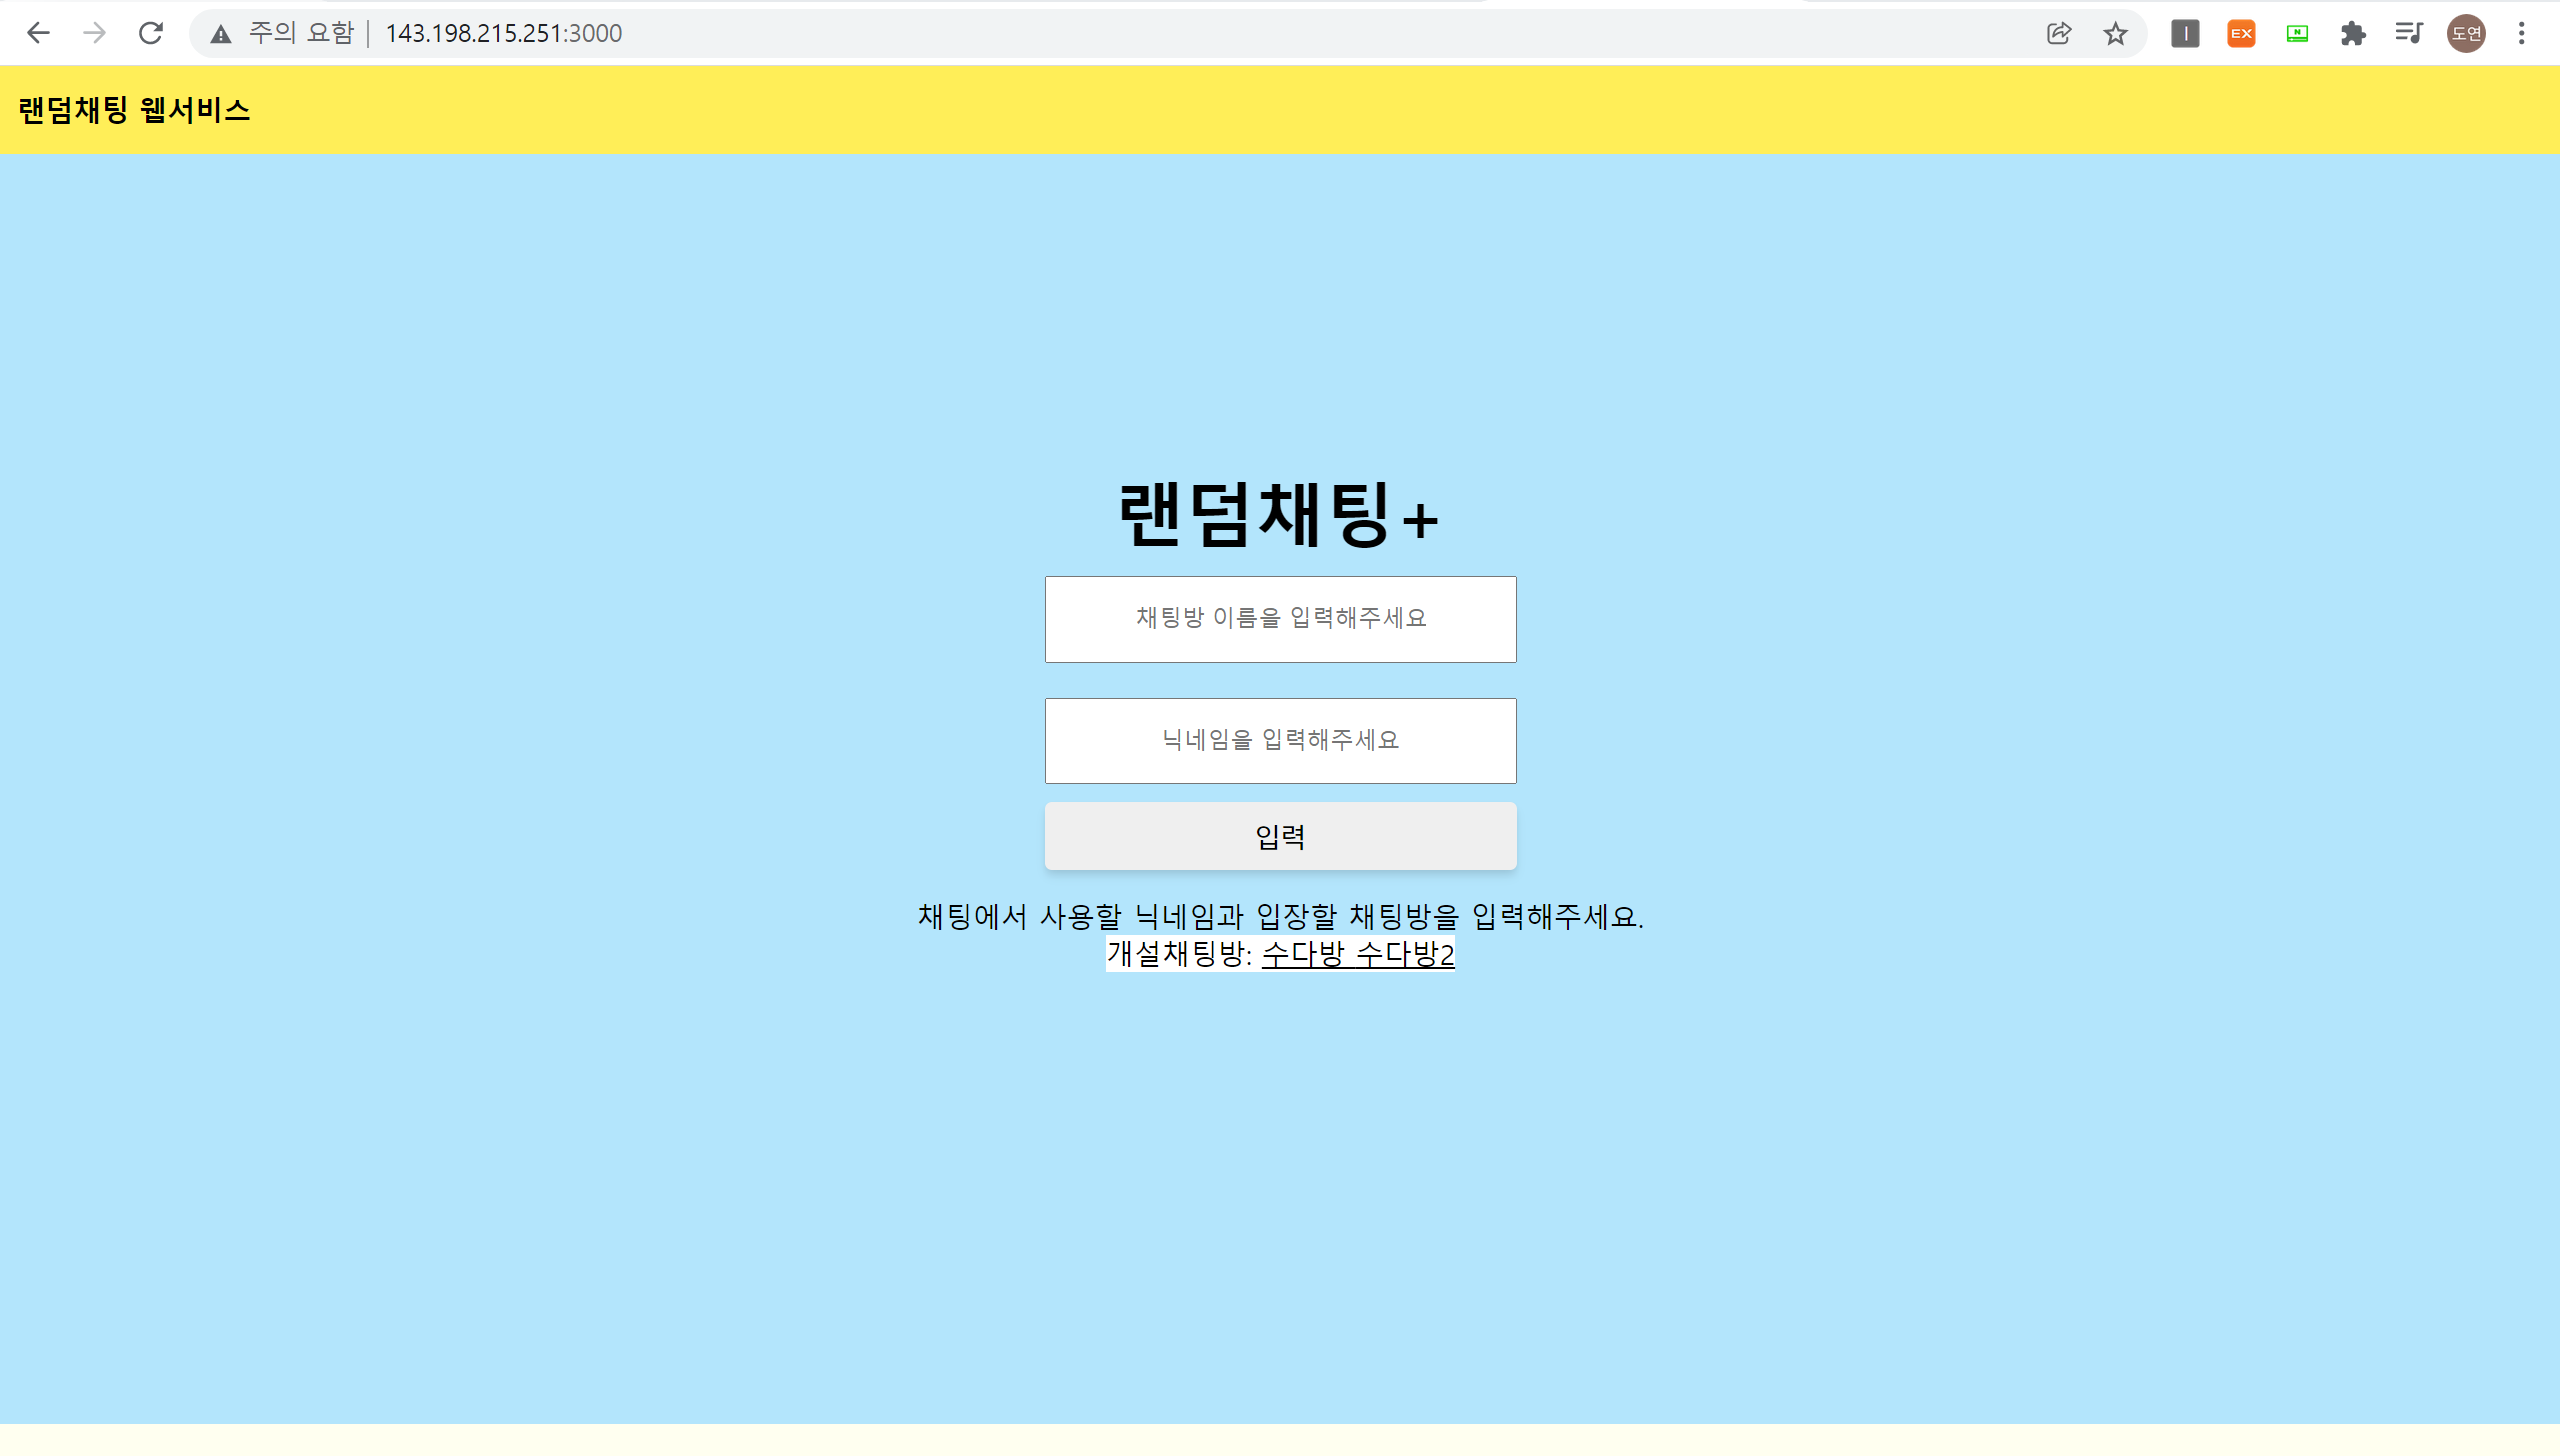 주의 요함 143.198.215.251:3000
EX
N
도연
랜덤채팅 웹서비스
랜덤채팅+
채팅방 이름을 입력해주세요
닉네임을 입력해주세요
입력
채팅에서 사용할 닉네임과 입장할 채팅방을 입력해주세요.
개설채팅방: 수다방 수다방2